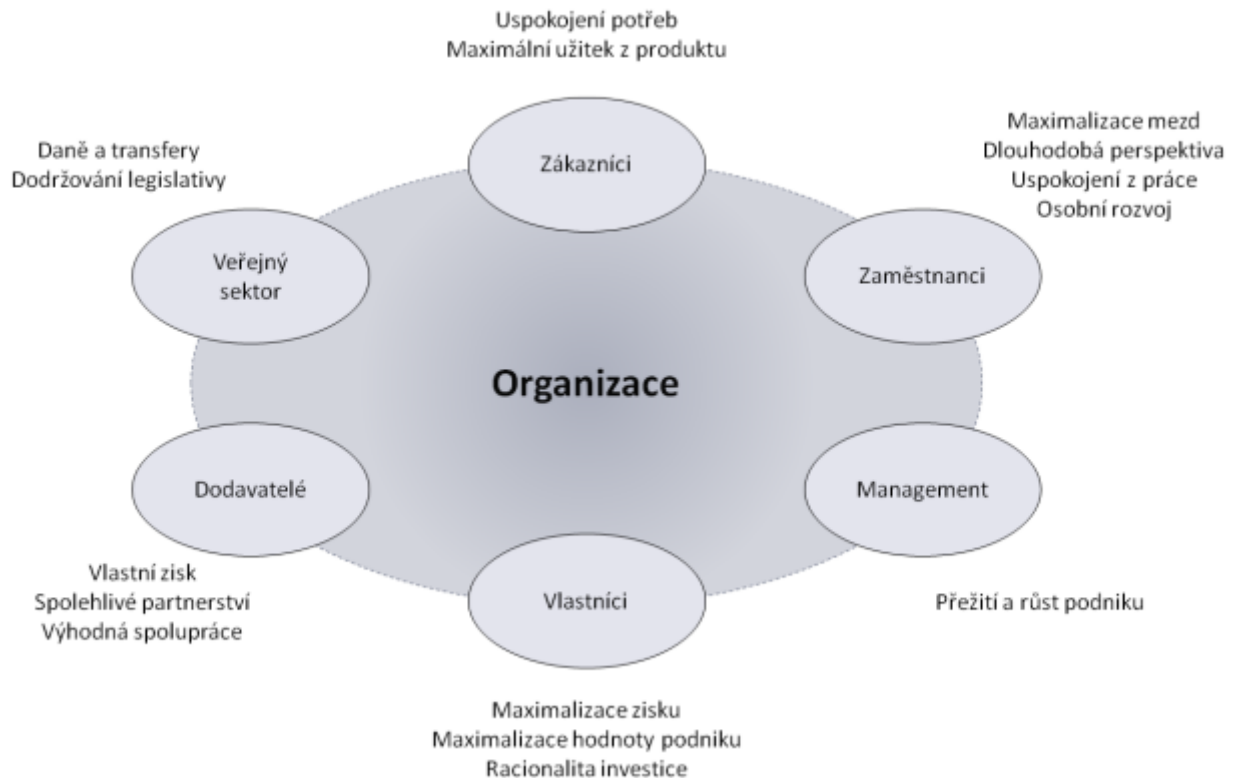 Uspokojení potřeb
Maximální užitek z produktu
Zákazníci
Maximalizace mezd
Dlouhodobá perspektiva
Uspokojení z práce
Osobní rozvoj
Zaměstnanci
Daně a transfery
Dodržování legislativy
Veřejný
sektor
Organizace
Dodavatelé
Vlastní zisk
Spolehlivé partnerství
Výhodná spolupráce
Management
Přežití a růst podniku
Vlastníci
Maximalizace zisku
Maximalizace hodnoty podniku
Racionalita investice